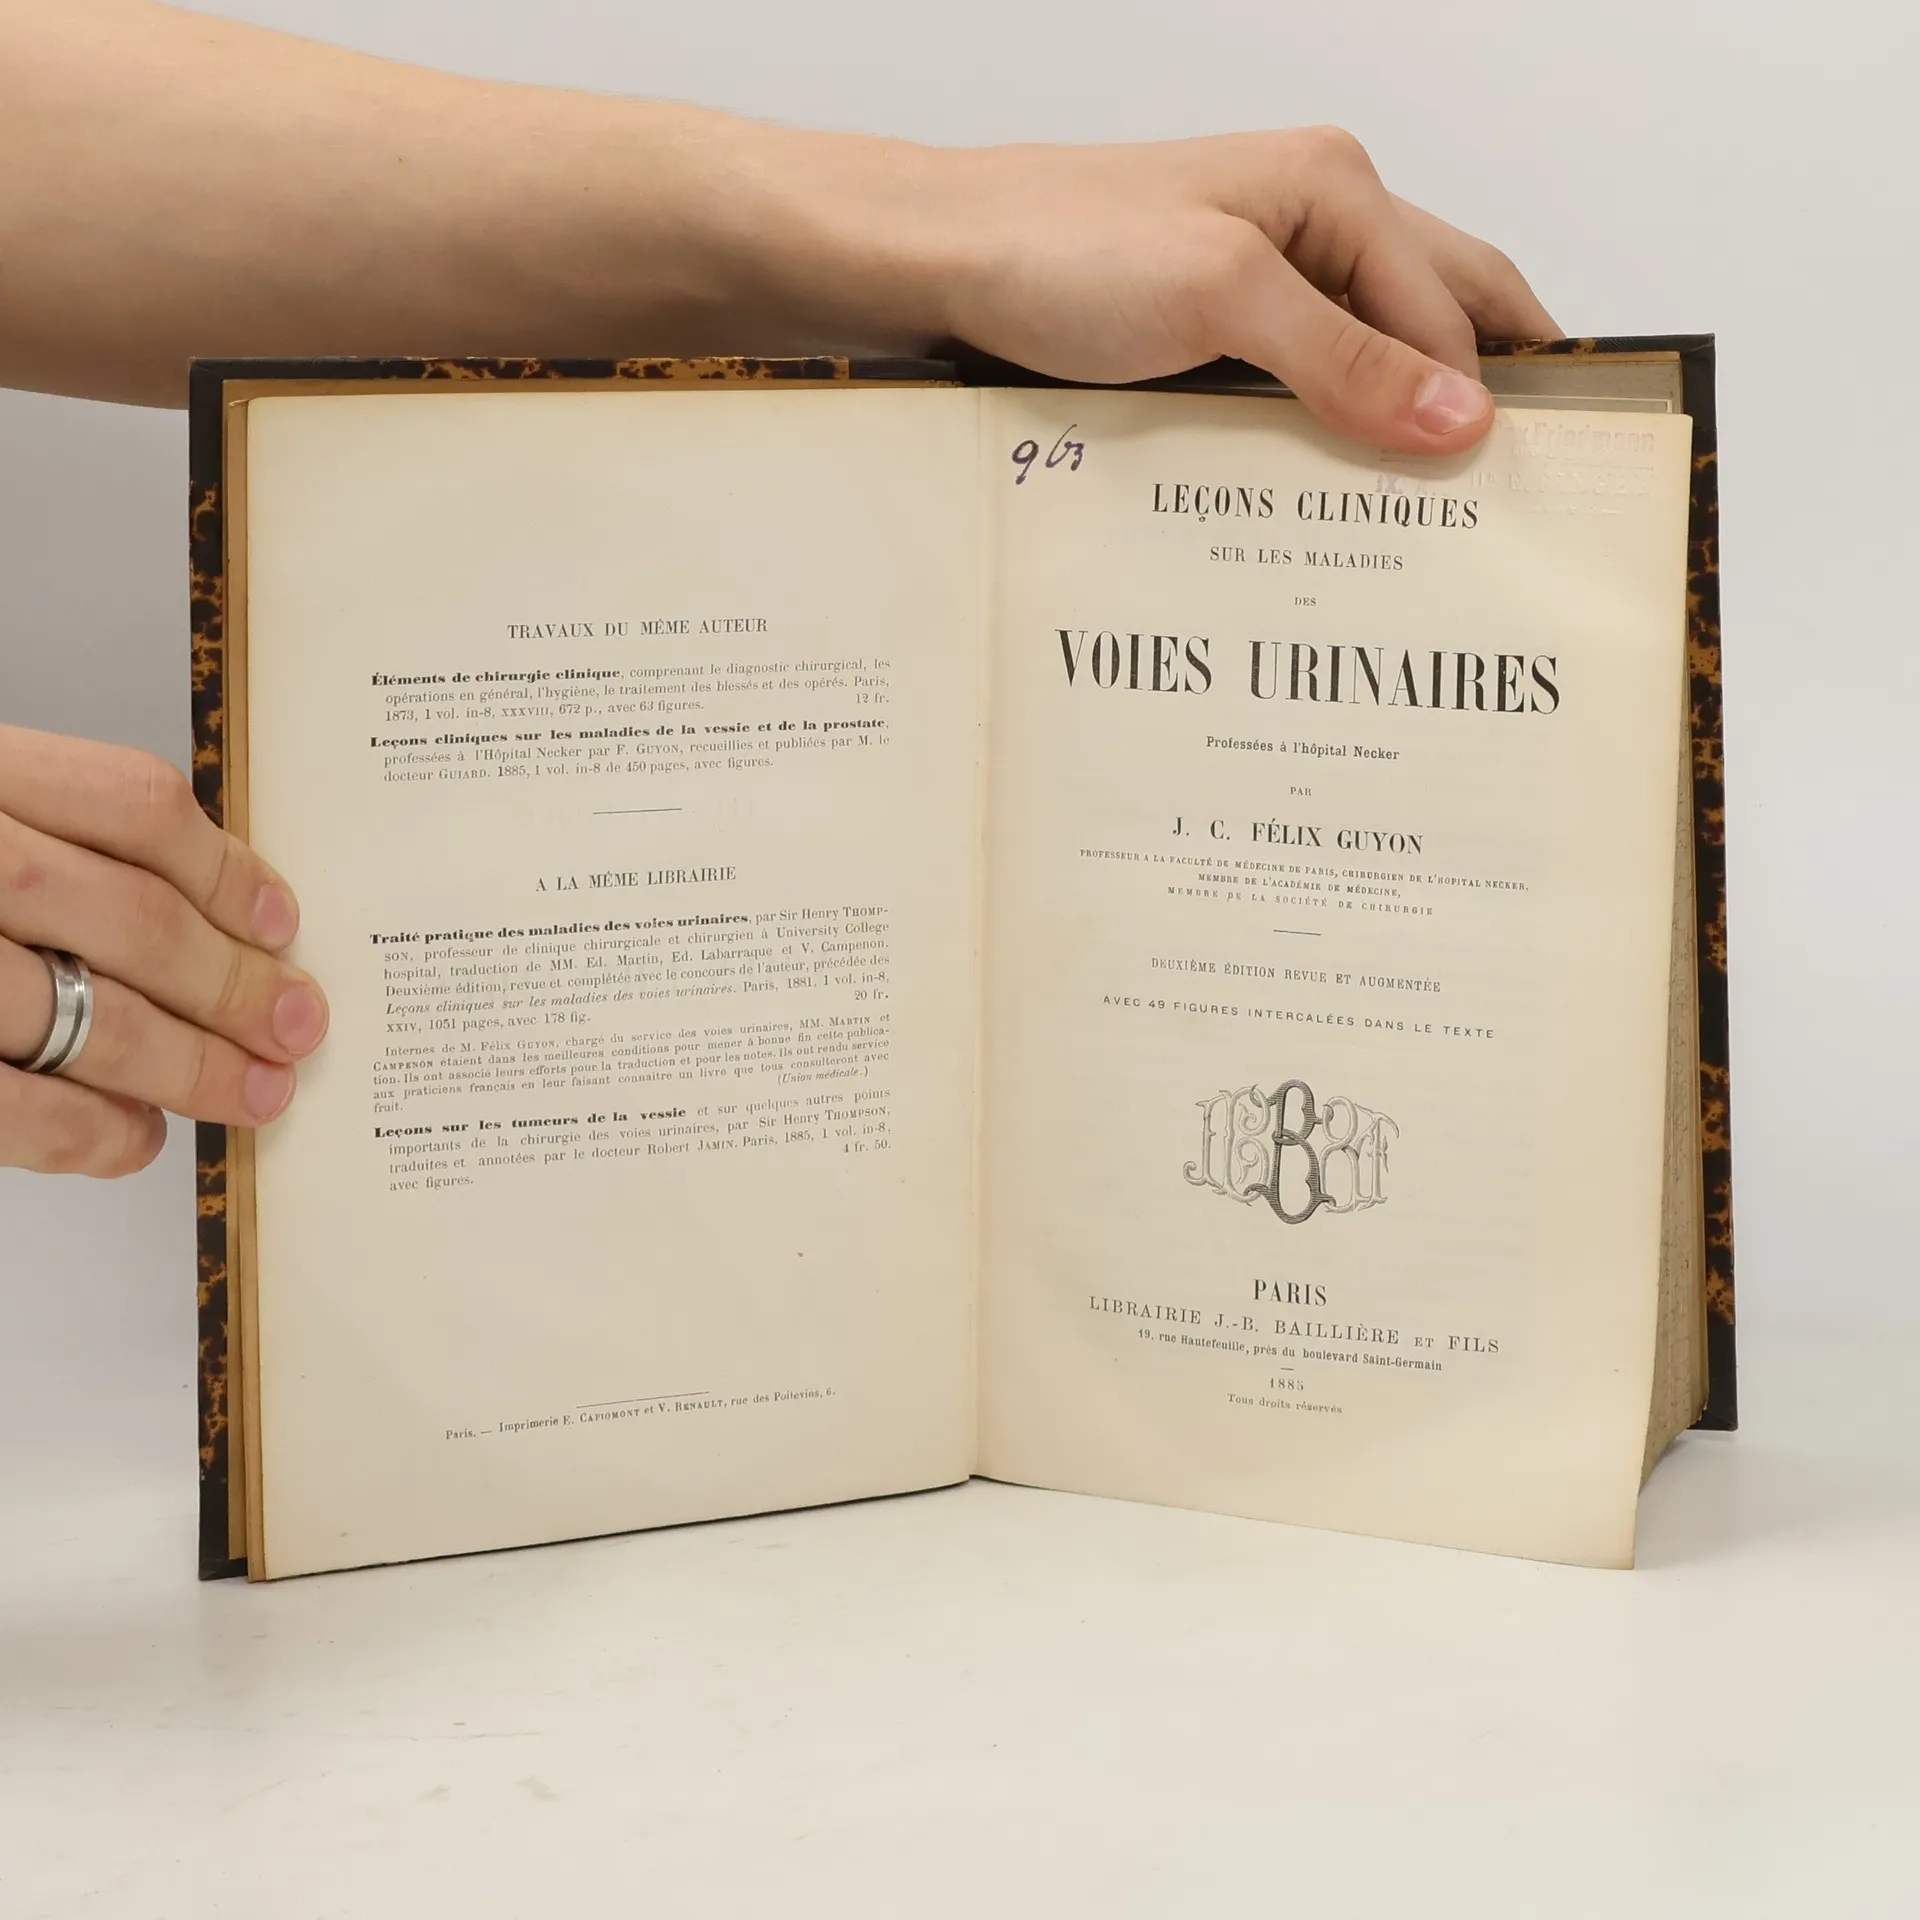 TRAVAUX DU MÊME AUTEUR
Éléments de chirurgie clinique, comprenant le diagnostic chirurgical, les
opérations en général, l'hygiène, le traitement des blessés et des opérés. Paris,
1873, 1 vol. in-8, XXXVIII, 672 p., avec 63 figures. 12 fr.
Leçons cliniques sur les maladies de la vessie et de la prostate,
professées à l'Hôpital Necker par F. GUYON, recueillies et publiées par M. le
docteur GUIARD. 1885, 1 vol. in-8 de 450 pages, avec figures.
A LA MÊME LIBRAIRIE
Traité pratique des maladies des voies urinaires, par Sir Henry THOMP-
SON, professeur de clinique chirurgicale et chirurgien à University College
hospital, traduction de MM. Ed. Martin, Ed. Labarraque et V. Campenon.
Deuxième édition, revue et complétée avec le concours de l'auteur, précédée des
Leçons cliniques sur les maladies des voies urinaires. Paris, 1881, 1 vol. in-8,
XXIV, 1051 pages, avec 178 fig. 20 fr.
Internes de M. Félix GUYON, chargé du service des voies urinaires, MM. MARTIN et
CAMPENON étaient dans les meilleures conditions pour mener à bonne fin cette publica-
tion. Ils ont associé leurs efforts pour la traduction et pour les notes. Ils ont rendu service
aux praticiens français en leur faisant connaître un livre que tous consulteront avec
fruit. (Union médicale.)
Leçons sur les tumeurs de la vessie et sur quelques autres points
importants de la chirurgie des voies urinaires, par Sir Henry THOMPSON,
traduites et annotées par le docteur Robert JAMIN. Paris, 1885, 1 vol. in-8,
avec figures. 4 fr. 50.
Paris. — Imprimerie E. CAPIOMONT et V. RENAULT, rue des Poitevins, 6.
963
Friedmann
LEÇONS CLINIQUES
SUR LES MALADIES
DES
VOIES URINAIRES
Professées à l'hôpital Necker
PAR
J. C. FÉLIX GUYON
PROFESSEUR A LA FACULTÉ DE MÉDECINE DE PARIS, CHIRURGIEN DE L'HOPITAL NECKER,
MEMBRE DE L'ACADÉMIE DE MÉDECINE,
MEMBRE DE LA SOCIÉTÉ DE CHIRURGIE
DEUXIÈME ÉDITION REVUE ET AUGMENTÉE
AVEC 49 FIGURES INTERCALÉES DANS LE TEXTE
PARIS
LIBRAIRIE J.-B. BAILLIÈRE ET FILS
19, rue Hautefeuille, près du boulevard Saint-Germain
1885
Tous droits réservés